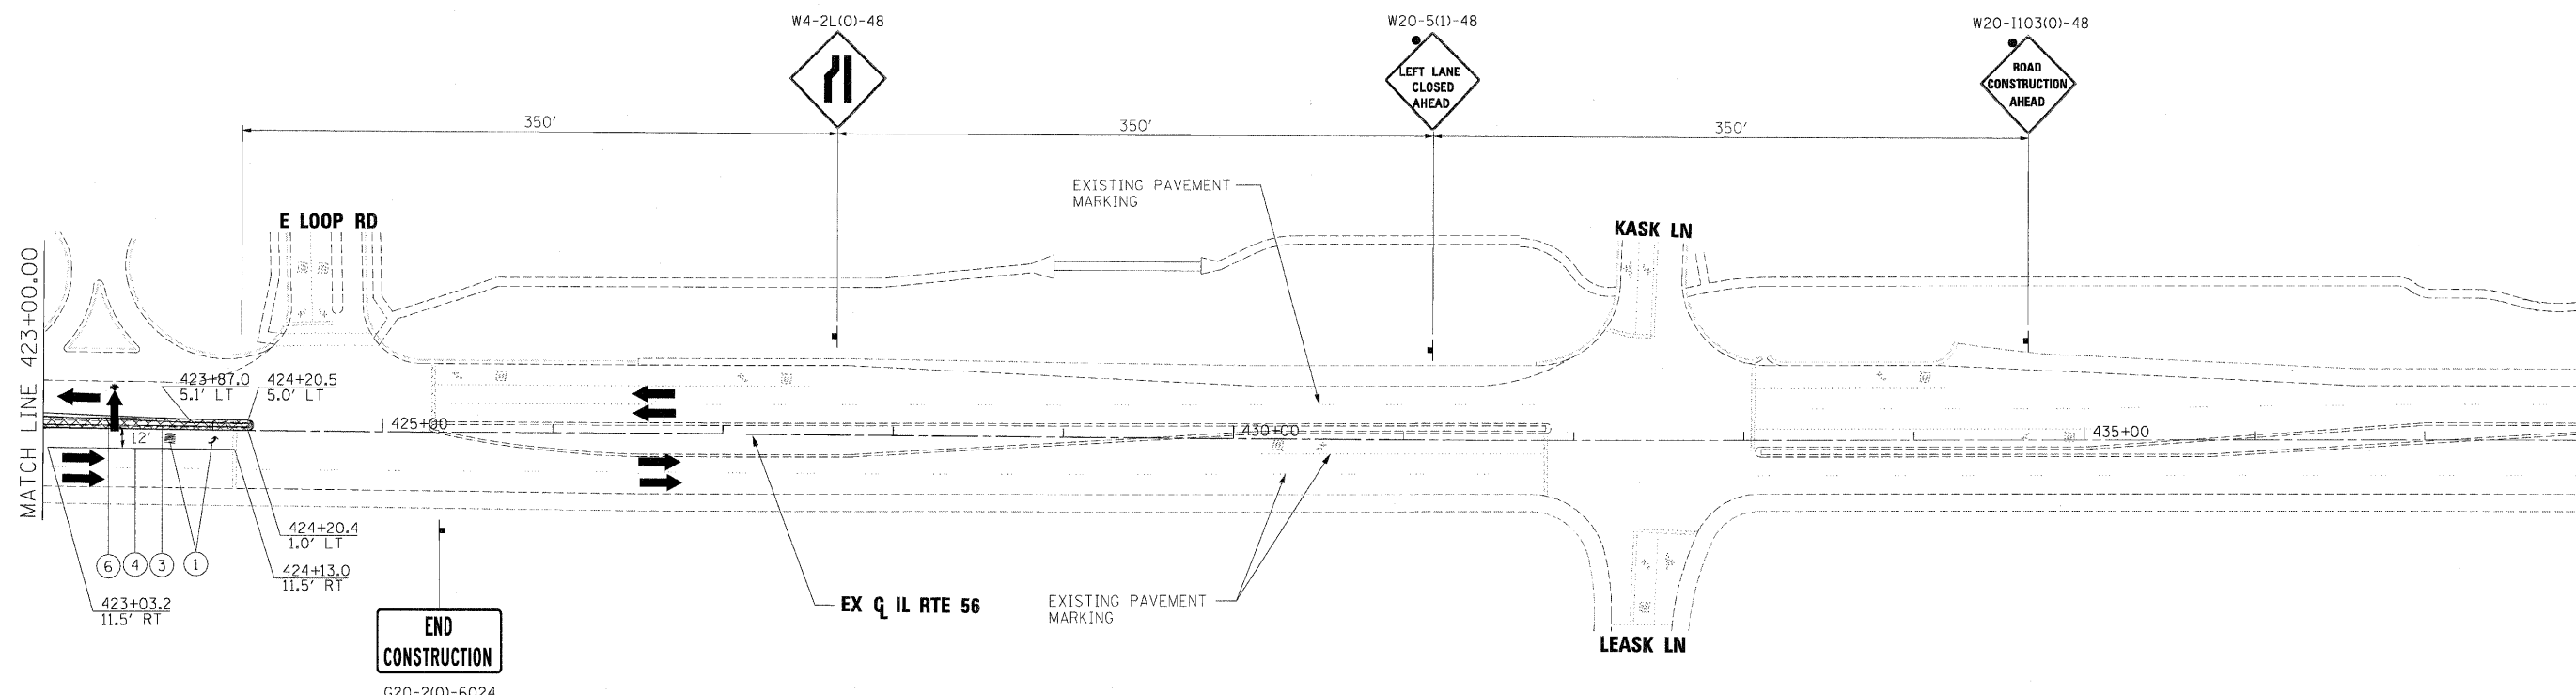 W4-2L(0)-48
W20-5(1)-48
W20-I103(0)-48
LEFT LANE
CLOSED
AHEAD
ROAD
CONSTRUCTION
AHEAD
350'
350'
350'
EXISTING PAVEMENT
MARKING
E LOOP RD
KASK LN
MATCH LINE 423+00.00
423+87.0
5.1' LT
424+20.5
5.0' LT
425+00
430+00
435+00
12'
424+20.4
1.0' LT
6
4
3
1
424+13.0
11.5' RT
423+03.2
11.5' RT
EX CL IL RTE 56
EXISTING PAVEMENT
MARKING
END
CONSTRUCTION
LEASK LN
G20-2(0)-6024